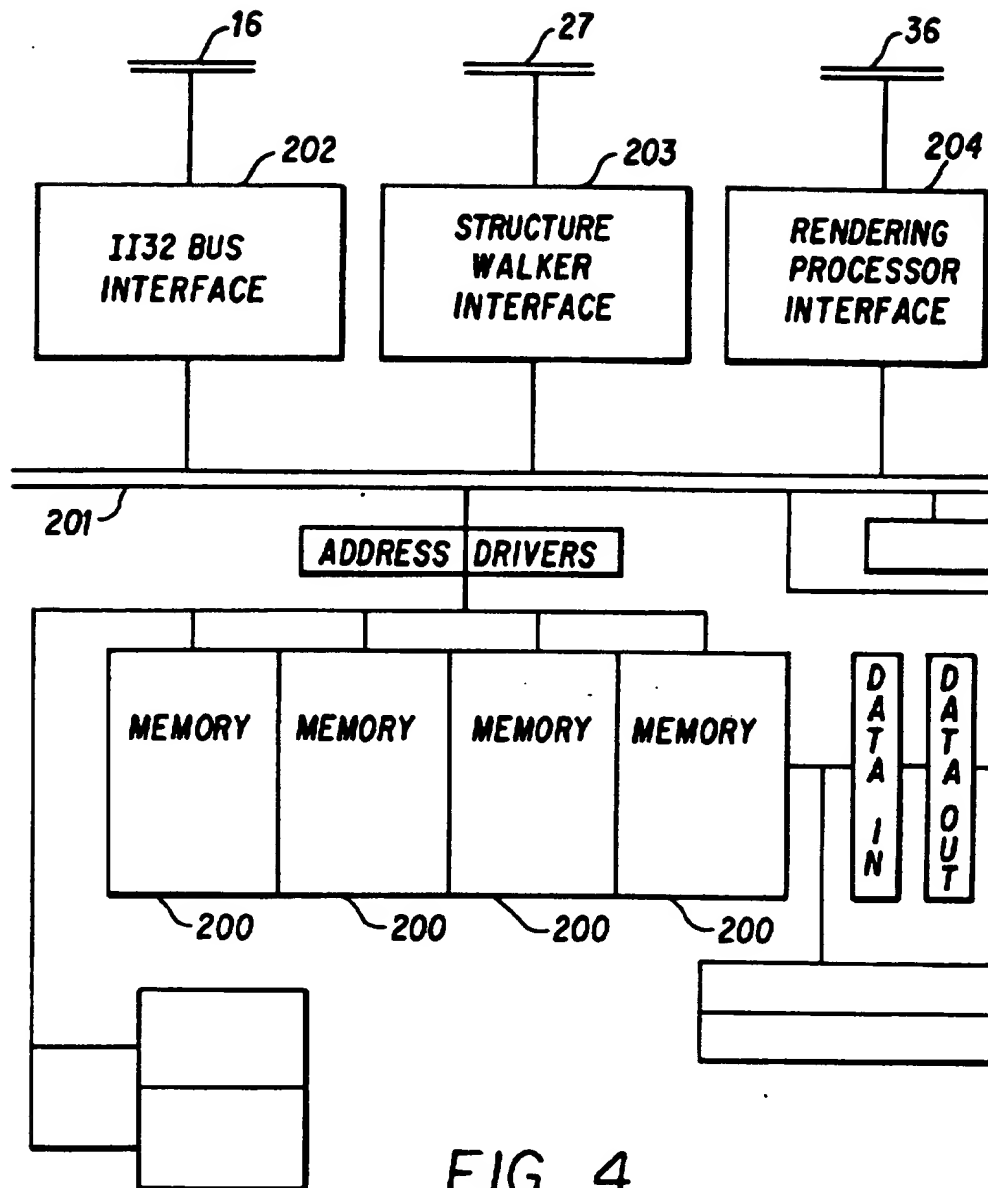 16
27
36
202
203
204
II32 BUS
INTERFACE
STRUCTURE
WALKER
INTERFACE
RENDERING
PROCESSOR
INTERFACE
201
ADDRESS DRIVERS
MEMORY
MEMORY
MEMORY
MEMORY
DATA IN
DATA OUT
200
200
200
200
FIG 4